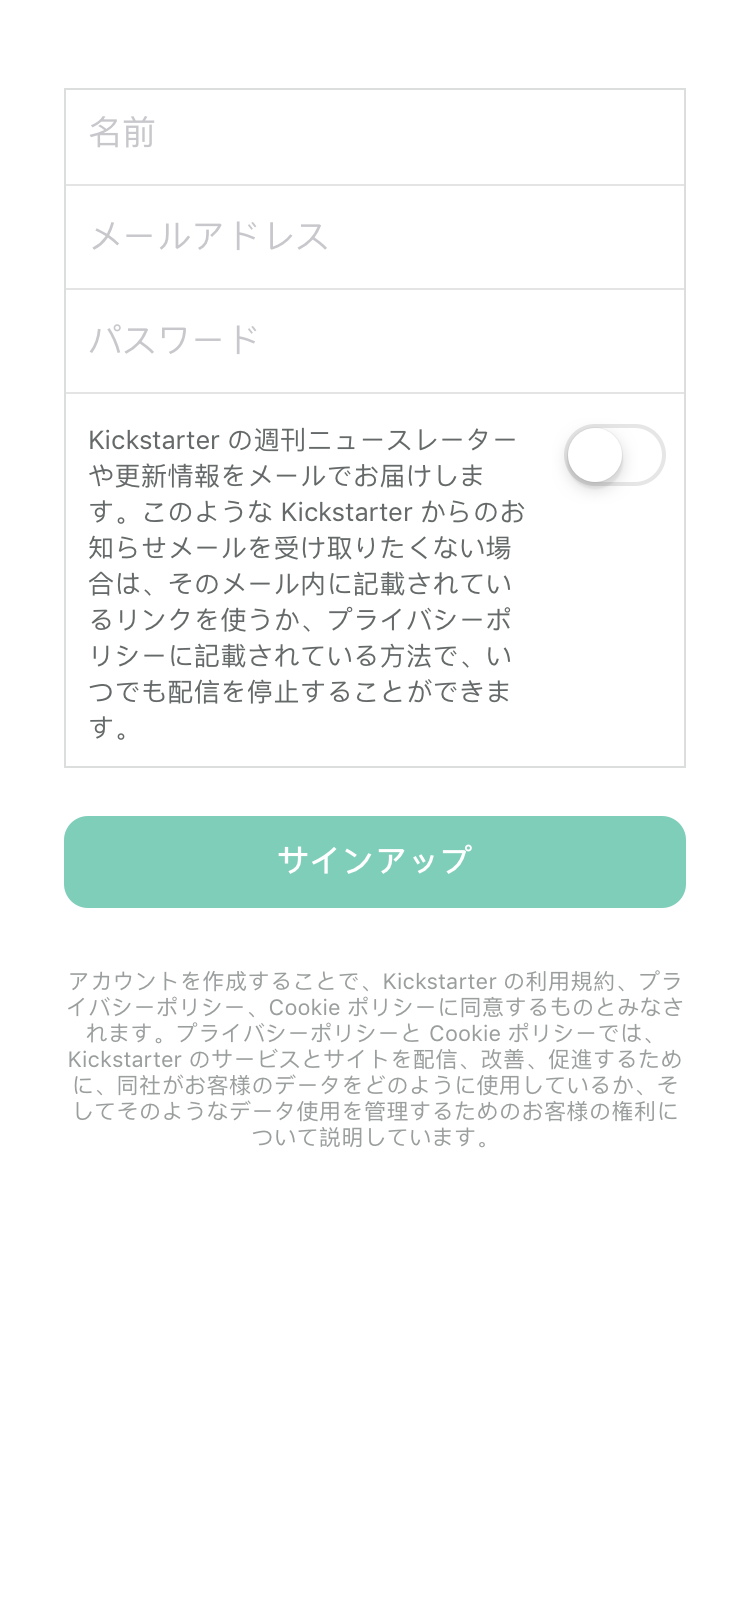 名前
メールアドレス
パスワード
Kickstarter の週刊ニュースレーター
や更新情報をメールでお届けしま
す。このような Kickstarter からのお
知らせメールを受け取りたくない場
合は、そのメール内に記載されてい
るリンクを使うか、プライバシーポ
リシーに記載されている方法で、い
つでも配信を停止することができま
す。
サインアップ
アカウントを作成することで、Kickstarter の利用規約、プラ
イバシーポリシー、Cookie ポリシーに同意するものとみなさ
れます。プライバシーポリシーと Cookie ポリシーでは、
Kickstarter のサービスとサイトを配信、改善、促進するため
に、同社がお客様のデータをどのように使用しているか、そ
してそのようなデータ使用を管理するためのお客様の権利に
ついて説明しています。